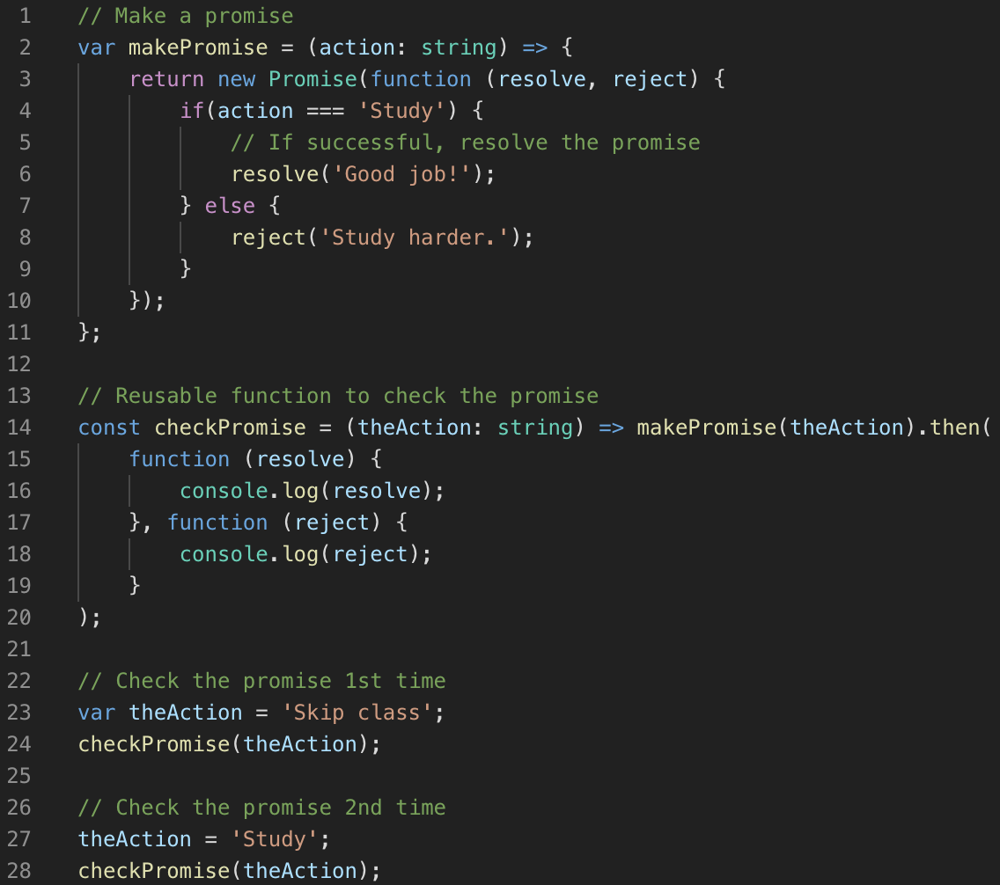 1 // Make a promise
2 var makePromise = (action: string) => {
3     return new Promise(function (resolve, reject) {
4         if(action === 'Study') {
5             // If successful, resolve the promise
6             resolve('Good job!');
7         } else {
8             reject('Study harder.');
9         }
10     });
11 };
12
13 // Reusable function to check the promise
14 const checkPromise = (theAction: string) => makePromise(theAction).then(
15     function (resolve) {
16         console.log(resolve);
17     }, function (reject) {
18         console.log(reject);
19     }
20 );
21
22 // Check the promise 1st time
23 var theAction = 'Skip class';
24 checkPromise(theAction);
25
26 // Check the promise 2nd time
27 theAction = 'Study';
28 checkPromise(theAction);